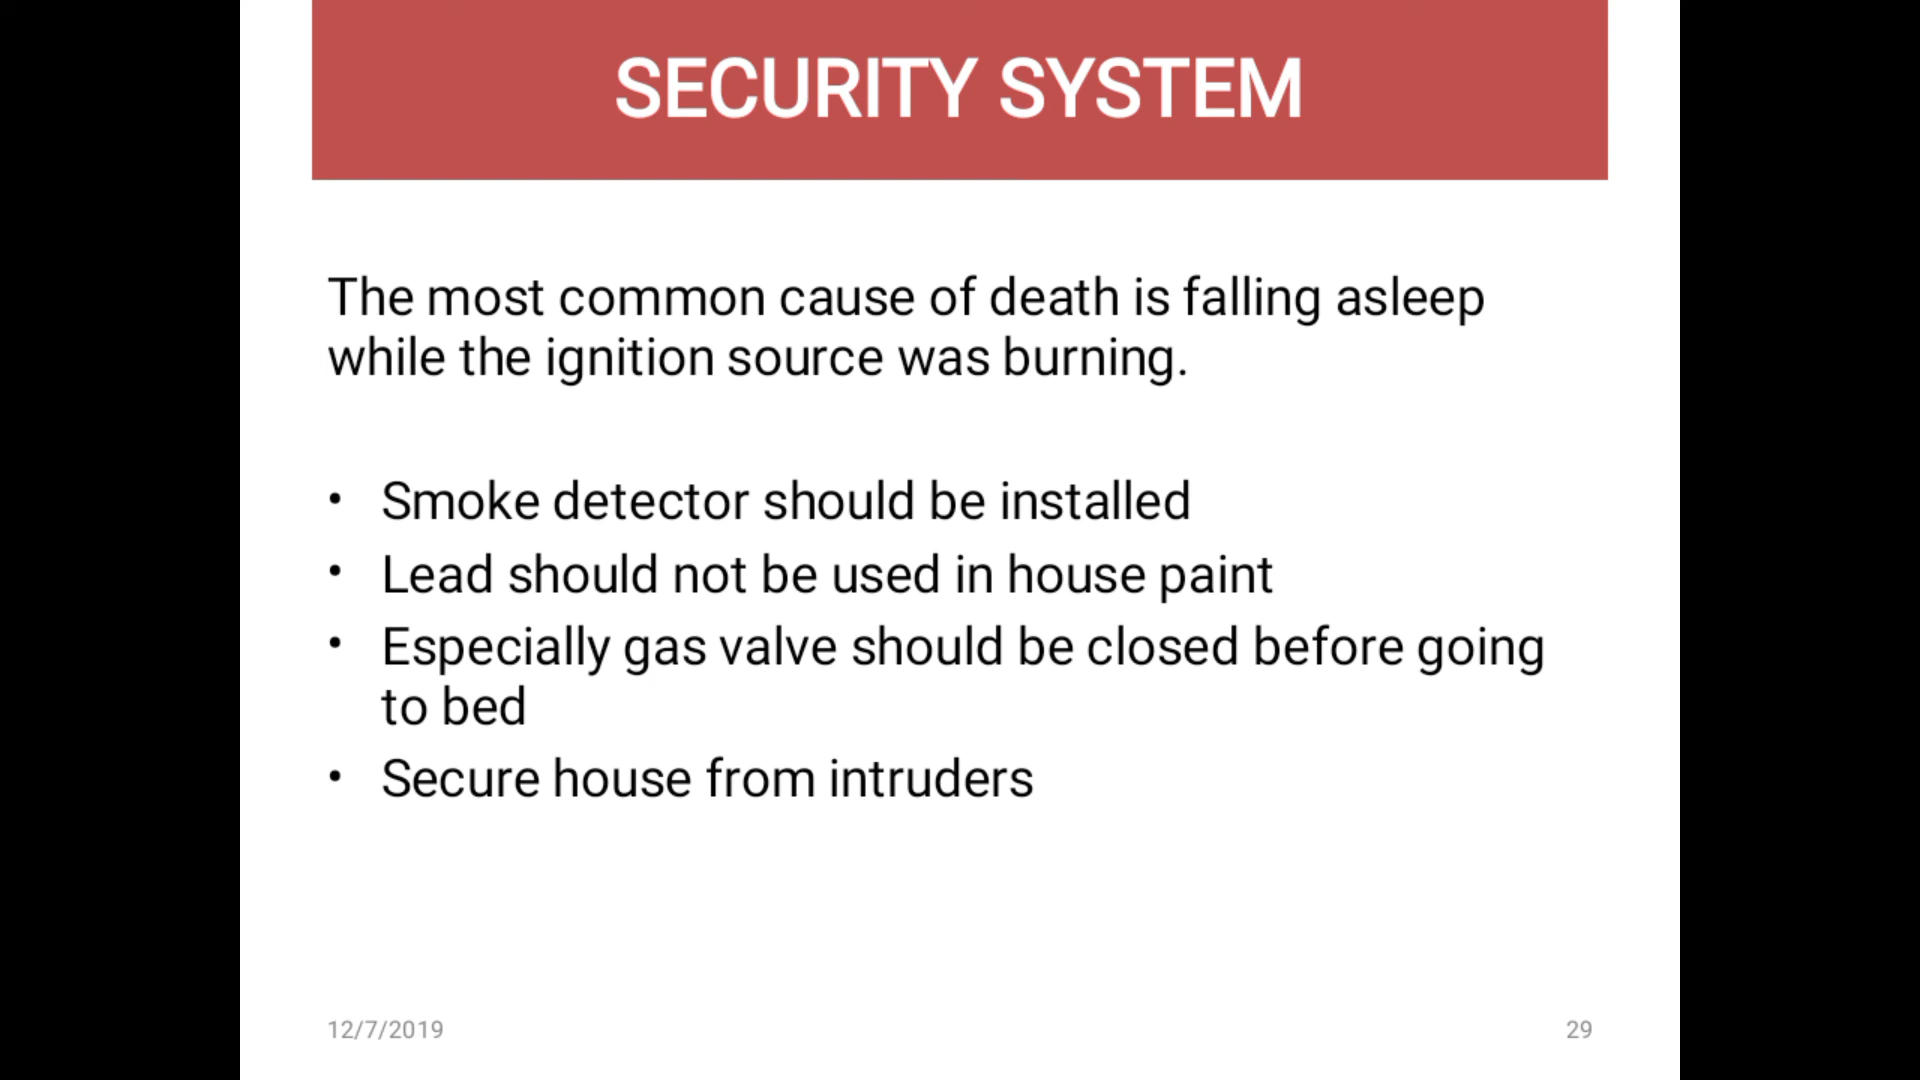 SECURITY SYSTEM
The most common cause of death is falling asleep
while the ignition source was burning.
• Smoke detector should be installed
• Lead should not be used in house paint
• Especially gas valve should be closed before going
to bed
• Secure house from intruders
12/7/2019
29